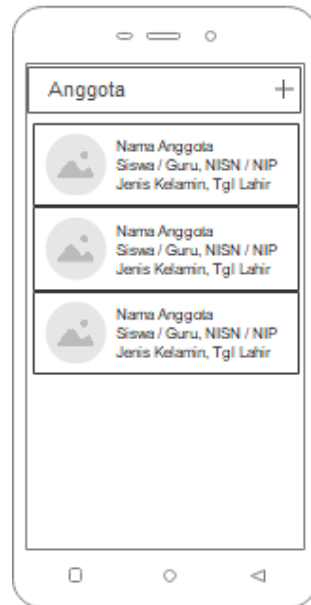 Anggota
Nama Anggota
Siswa / Guru, NISN / NIP
Jenis Kelamin, Tgl Lahir
Nama Anggota
Siswa / Guru, NISN / NIP
Jenis Kelamin, Tgl Lahir
Nama Anggota
Siswa / Guru, NISN / NIP
Jenis Kelamin, Tgl Lahir